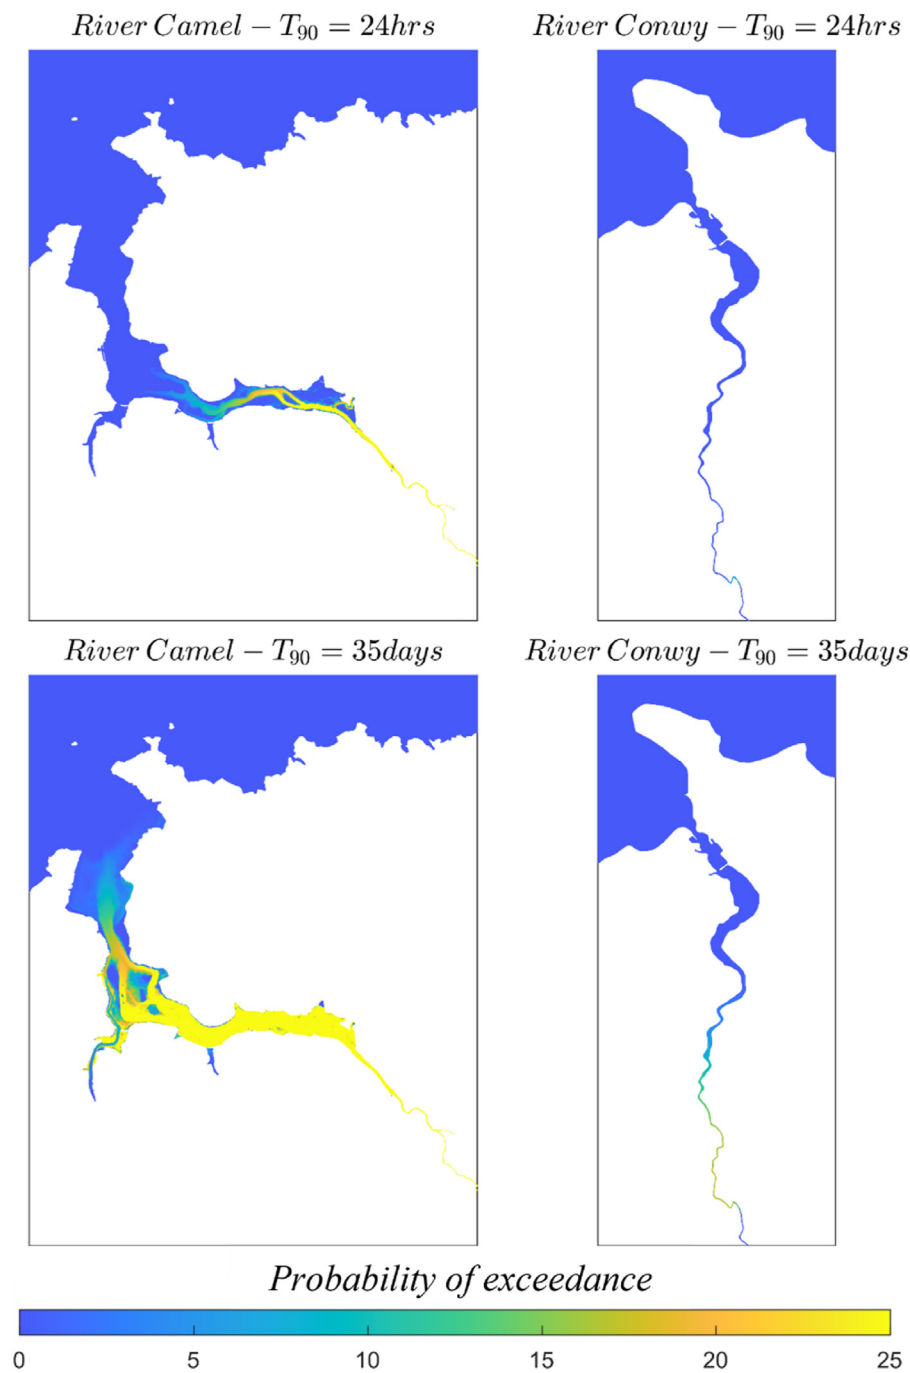 River Camel − T90 = 24hrs
River Conwy − T90 = 24hrs
River Camel − T90 = 35days
River Conwy − T90 = 35days
Probability of exceedance
0 5 10 15 20 25